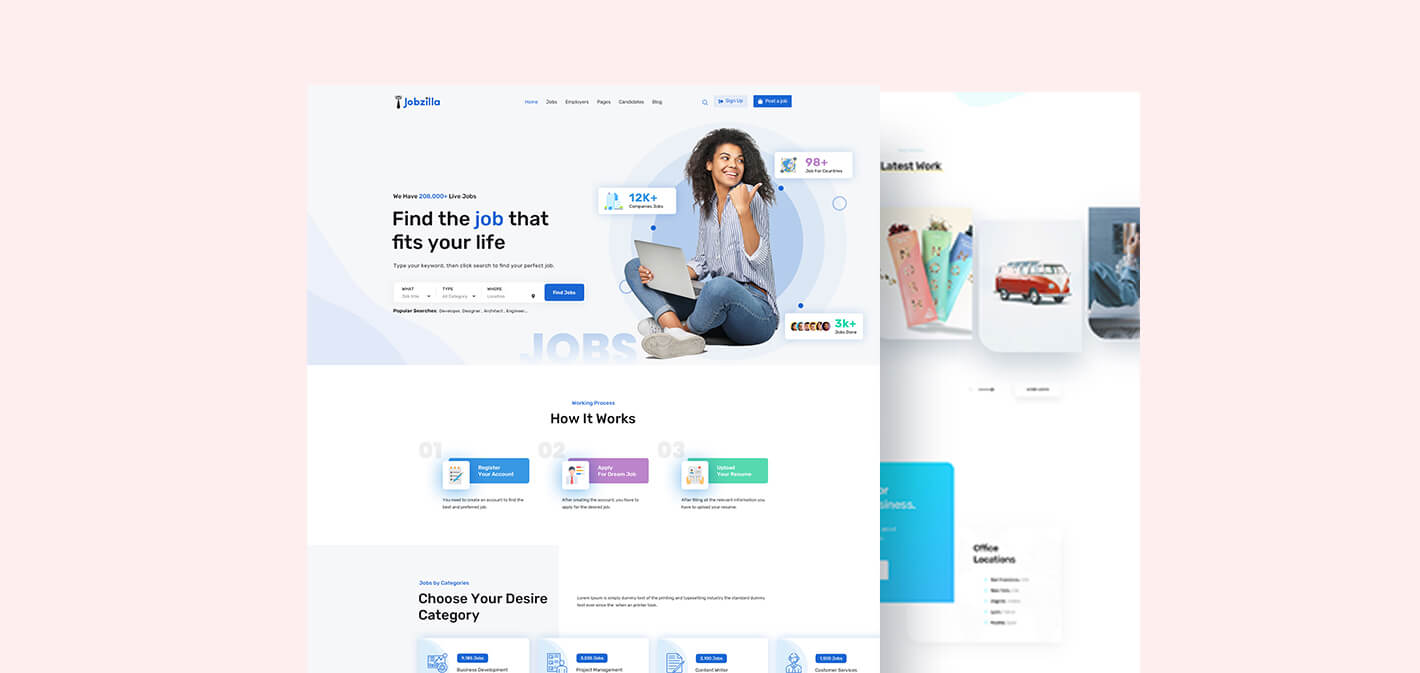 Jobzilla
Home Jobs Employers Pages Candidates Blog
Sign Up
Post a job
We Have 208,000+ Live Jobs
Find the job that
fits your life
Type your keyword, then click search to find your perfect job.
WHAT TYPE WHERE
Job title All Category Location
Find Jobs
Popular Searches: Developer, Designer, Architect, Engineer...
JOBS
12K+
Companies Jobs
98+
Job For Countries
3k+
Jobs Done
Working Process
How It Works
01
Register
Your Account
You need to create an account to find the
best and preferred job.
02
Apply
For Dream Job
After creating the account, you have to
apply for the desired job.
03
Upload
Your Resume
After filling all the relevant information you
have to upload your resume.
Jobs by Categories
Choose Your Desire
Category
Lorem Ipsum is simply dummy text of the printing and typesetting industry the standard dummy
text ever since the when an printer took.
9,185 Jobs
Business Development
Project Management
3,100 Jobs
Content Writer
Customer Services
Latest Work
or
siness.
Office
Locations
San Francisco,
New York,